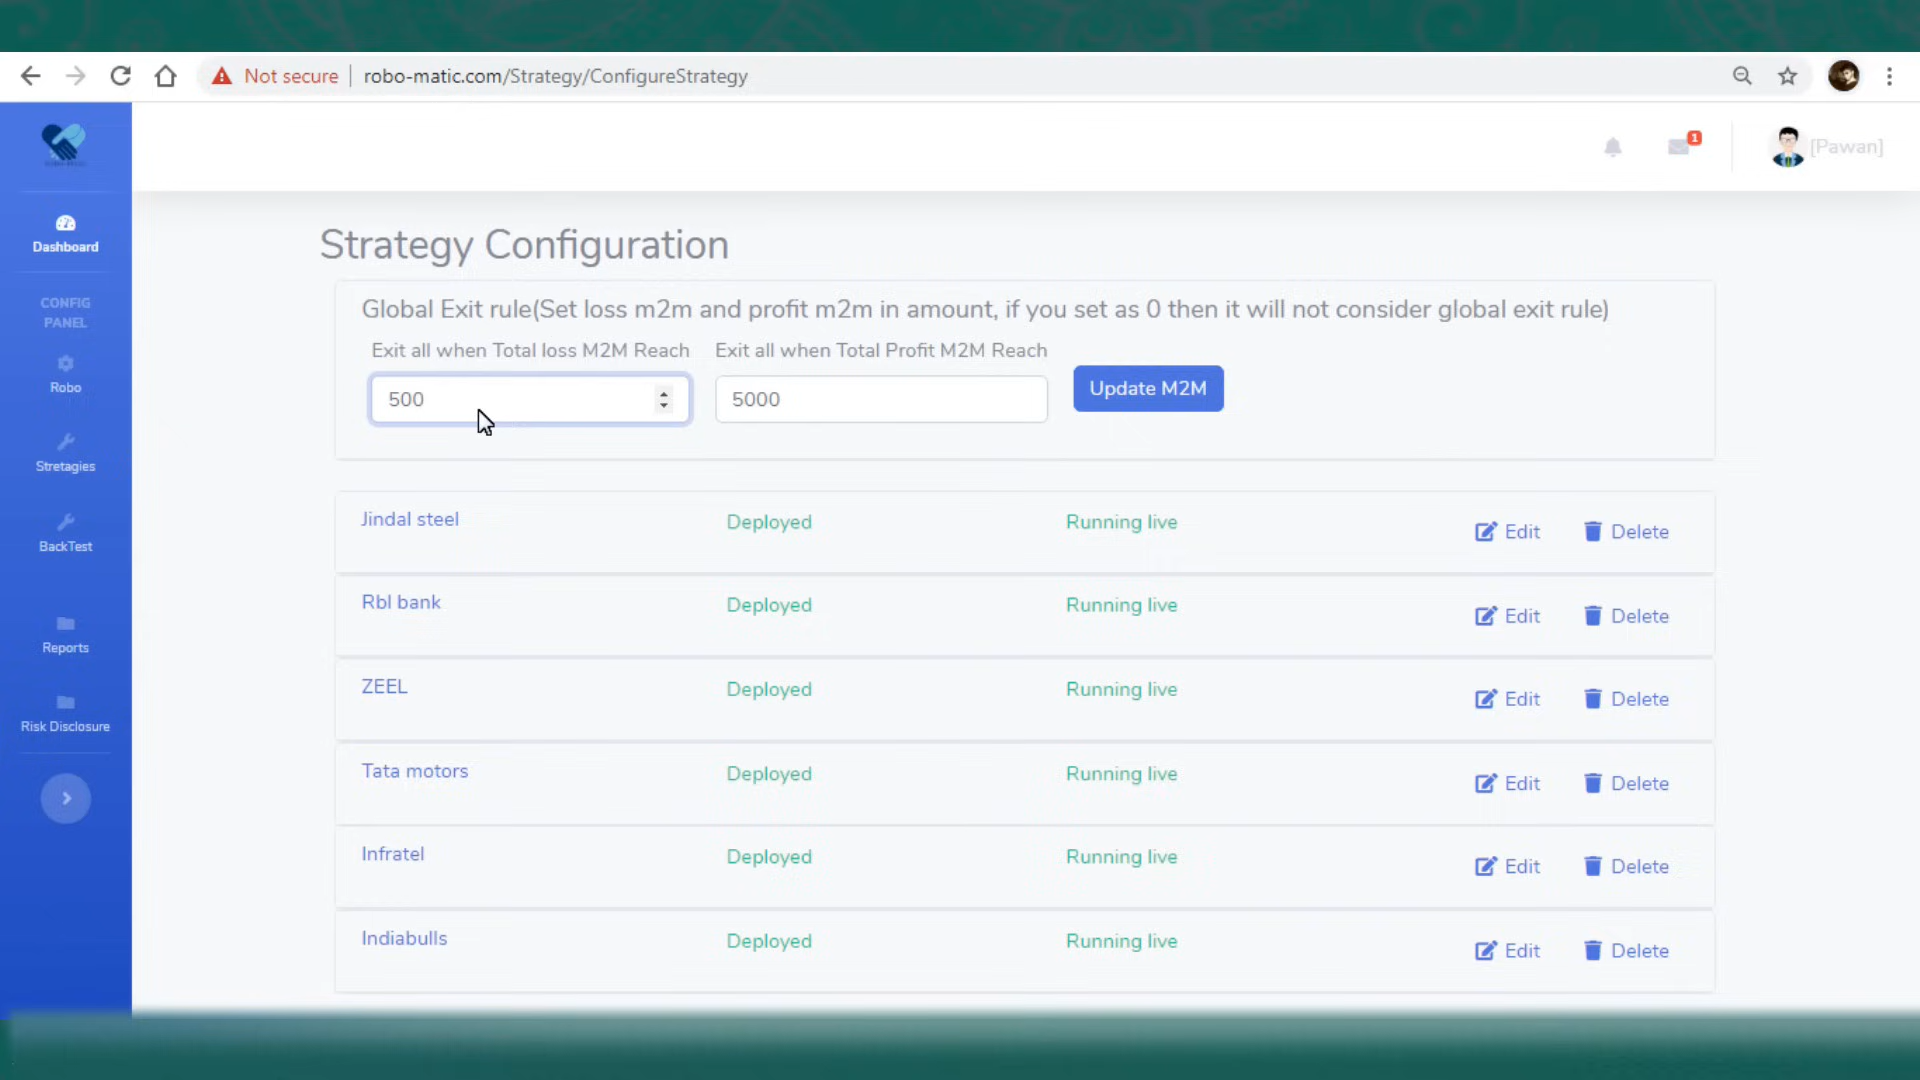 Not secure | robo-matic.com/Strategy/ConfigureStrategy
1
[Pawan]
Dashboard
CONFIG
PANEL
Robo
Stretagies
BackTest
Reports
Risk Disclosure
Strategy Configuration
Global Exit rule(Set loss m2m and profit m2m in amount, if you set as 0 then it will not consider global exit rule)
Exit all when Total loss M2M Reach Exit all when Total Profit M2M Reach
500 5000 Update M2M
Jindal steel Deployed Running live Edit Delete
Rbl bank Deployed Running live Edit Delete
ZEEL Deployed Running live Edit Delete
Tata motors Deployed Running live Edit Delete
Infratel Deployed Running live Edit Delete
Indiabulls Deployed Running live Edit Delete